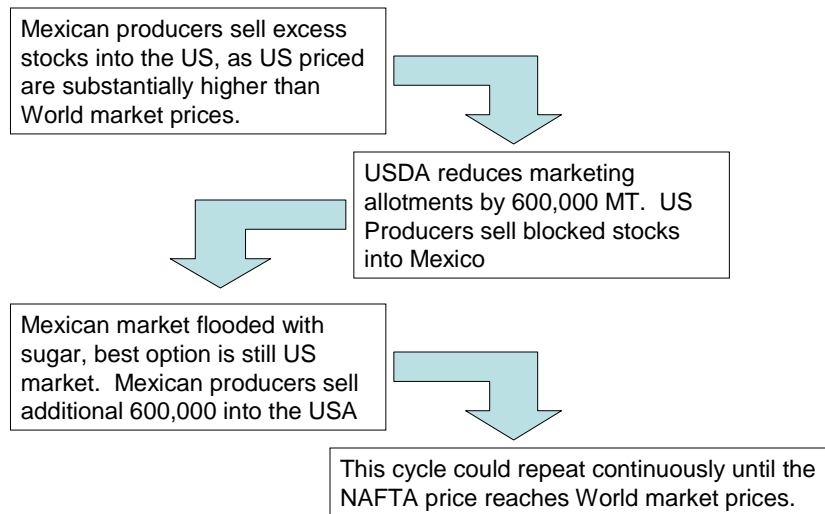 Mexican producers sell excess
stocks into the US, as US priced
are substantially higher than
World market prices.
USDA reduces marketing
allotments by 600,000 MT.  US
Producers sell blocked stocks
into Mexico
Mexican market flooded with
sugar, best option is still US
market.  Mexican producers sell
additional 600,000 into the USA
This cycle could repeat continuously until the
NAFTA price reaches World market prices.